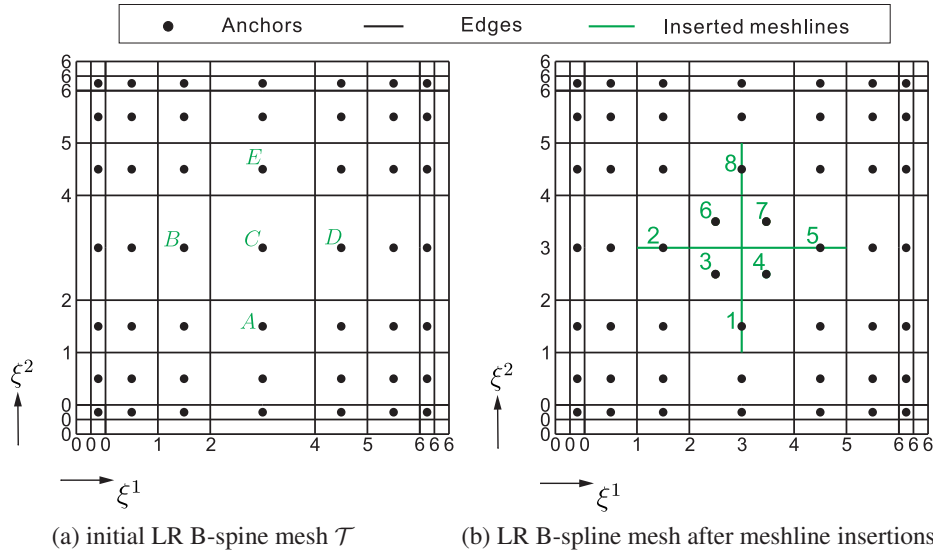 Anchors Edges Inserted meshlines
6 6
6 6
6 6
5 5
E 8
4 4
6 7
3 B C D 3 2 5
3 4
2 2
A 1
1 1
ξ² ξ²
0 0
0 0
0 0
0 0 0 1 2 4 5 6 6 6 0 0 0 1 2 3 4 5 6 6 6
ξ¹ ξ¹
(a) initial LR B-spine mesh 𝒯 (b) LR B-spline mesh after meshline insertions